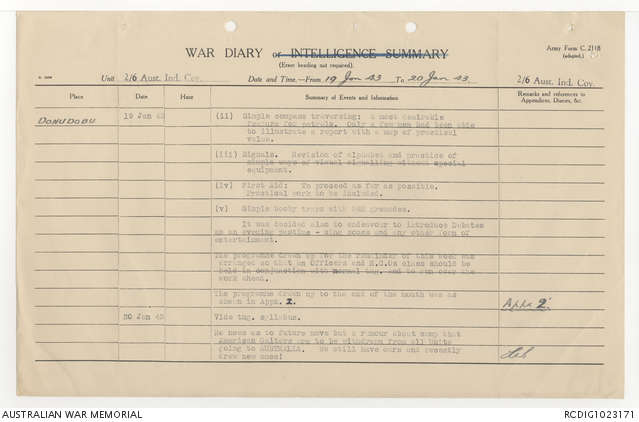 WAR DIARY or INTELLIGENCE SUMMARY
(Erase heading not required).
Army Form C. 2118
(adapted.)
Unit 2/6 Aust. Ind. Coy.
Date and Time,—From 19 Jan 43 To 20 Jan 43.
2/6 Aust. Ind. Coy.
Place
Date
Hour
Summary of Events and Information
Remarks and references to
Appendices, Diaries, &c.
DONUDOBU
19 Jan 43
(ii) Simple compass traversing: a most desirable
feature for patrols. Only a few men had been able
to illustrate a report with a map of practical
value.
(iii) Signals. Revision of alphabet and practice of
simple ways of visual signalling without special
equipment.
(iv) First Aid: To proceed as far as possible.
Practical work to be included.
(v) Simple booby traps with grenades.
It was decided also to endeavour to introduce Debates
as an evening pastime - sing songs and any other form of
entertainment.
The programme drawn up for the remainder of this week was
arranged so that an Officers and N.C.Os class should be
held in conjunction with normal tng. and to run over the
work ahead.
The programme drawn up to the end of the month was as
shewn in Appx 2.
Appx 2.
20 Jan 43
Vide tng. syllabus.
No news as to future move but a rumour about camp that
American Gaiters are to be withdrawn from all Units
going to AUSTRALIA. We still have ours and recently
drew new ones!
AUSTRALIAN WAR MEMORIAL
RCDIG1023171